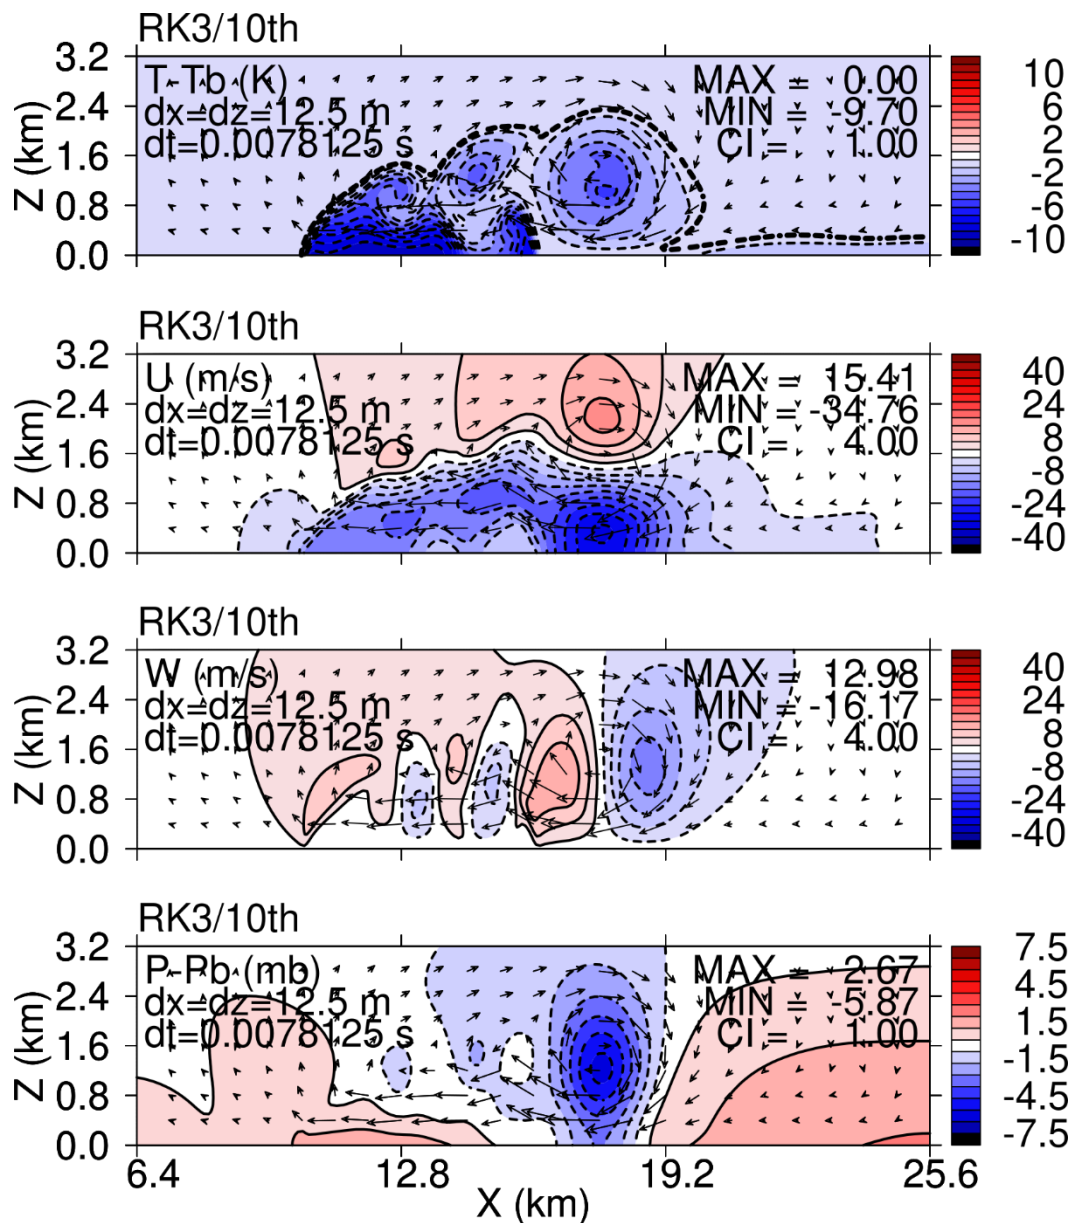 RK3/10th
T-Tb (K) MAX = 0.00
dx=dz=12.5 m MIN = -9.70
dt=0.0078125 s CI = 1.00
Z (km)
3.2
2.4
1.6
0.8
0.0
10
6
2
-2
-6
-10
RK3/10th
U (m/s) MAX = 15.41
dx=dz=12.5 m MIN = -34.76
dt=0.0078125 s CI = 4.00
Z (km)
3.2
2.4
1.6
0.8
0.0
40
24
8
-8
-24
-40
RK3/10th
W (m/s) MAX = 12.98
dx=dz=12.5 m MIN = -16.17
dt=0.0078125 s CI = 4.00
Z (km)
3.2
2.4
1.6
0.8
0.0
40
24
8
-8
-24
-40
RK3/10th
P-Pb (mb) MAX = 2.67
dx=dz=12.5 m MIN = -5.87
dt=0.0078125 s CI = 1.00
Z (km)
3.2
2.4
1.6
0.8
0.0
7.5
4.5
1.5
-1.5
-4.5
-7.5
6.4 12.8 19.2 25.6
X (km)